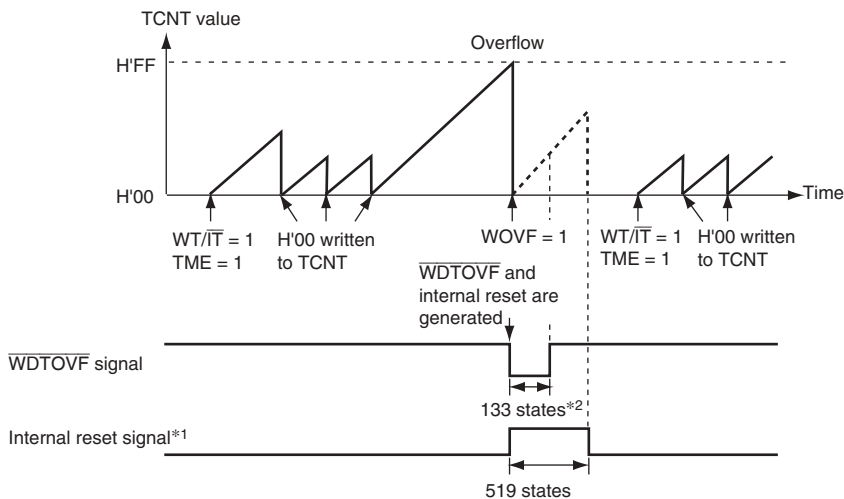 TCNT value
Overflow
H'FF
H'00
Time
WT/IT = 1
TME = 1
H'00 written
to TCNT
WOVF = 1
WT/IT = 1
TME = 1
H'00 written
to TCNT
WDTOVF and
internal reset are
generated
WDTOVF signal
133 states*2
Internal reset signal*1
519 states